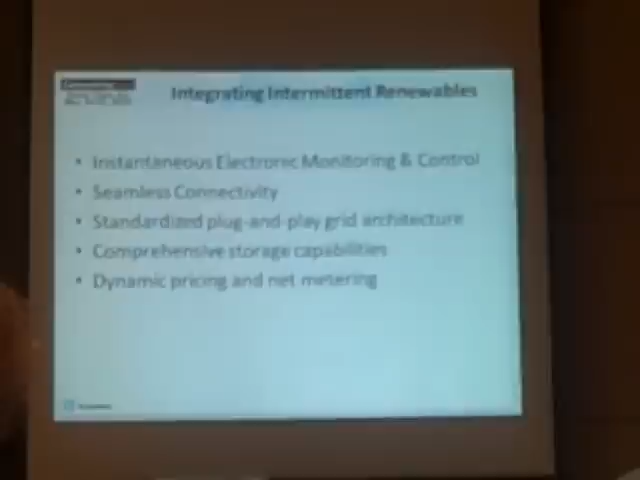 Integrating Intermittent Renewables
• Instantaneous Electronic Monitoring & Control
• Seamless Connectivity
• Standardized plug-and-play grid architecture
• Comprehensive storage capabilities
• Dynamic pricing and net metering